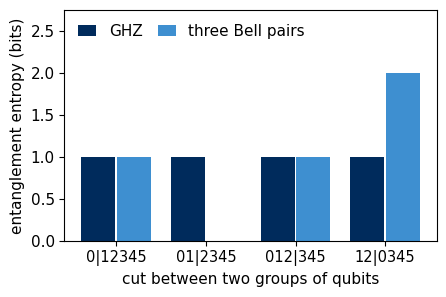 entanglement entropy (bits)
2.5
2.0
1.5
1.0
0.5
0.0
GHZ
three Bell pairs
0|12345
01|2345
012|345
12|0345
cut between two groups of qubits